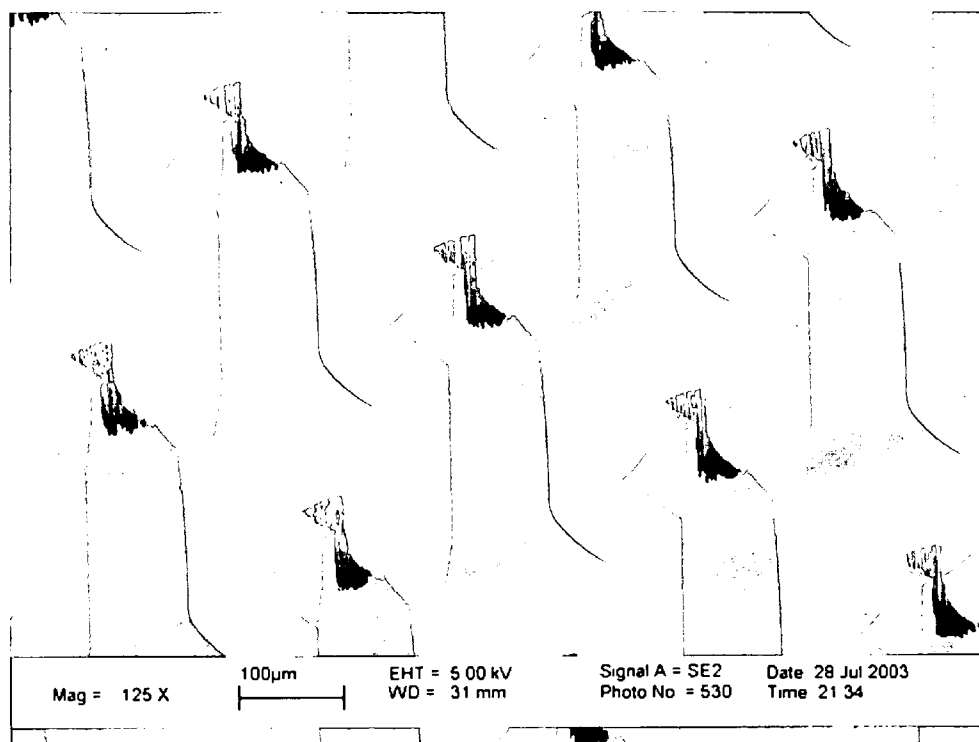 Mag = 125 X
100µm
EHT = 5 00 kV
WD = 31 mm
Signal A = SE2
Photo No = 530
Date 28 Jul 2003
Time 21 34